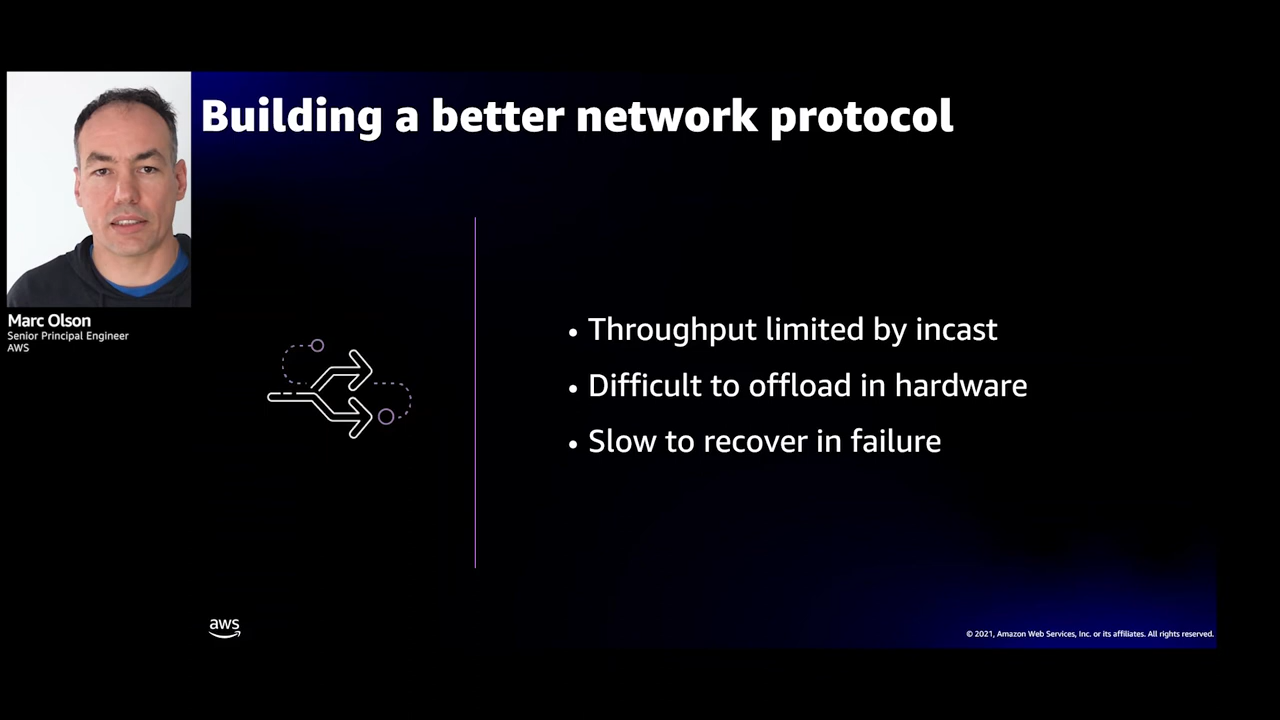 Building a better network protocol
Marc Olson
Senior Principal Engineer
AWS
• Throughput limited by incast
• Difficult to offload in hardware
• Slow to recover in failure
aws
© 2021, Amazon Web Services, Inc. or its affiliates. All rights reserved.